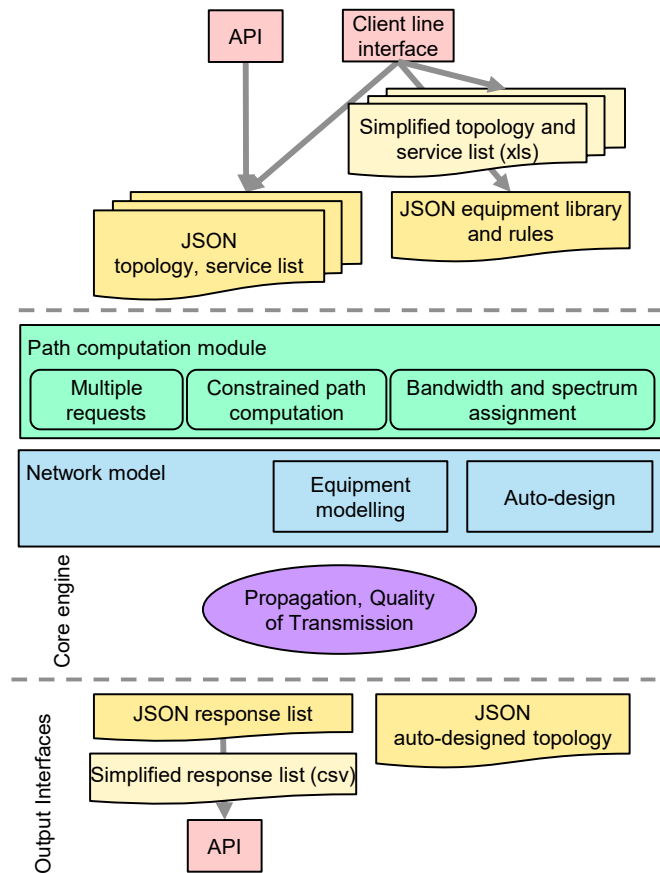 API
Client line
interface
Simplified topology and
service list (xls)
JSON
topology, service list
JSON equipment library
and rules
Path computation module
Multiple
requests
Constrained path
computation
Bandwidth and spectrum
assignment
Network model
Equipment
modelling
Auto-design
Core engine
Propagation, Quality
of Transmission
Output Interfaces
JSON response list
JSON
auto-designed topology
Simplified response list (csv)
API